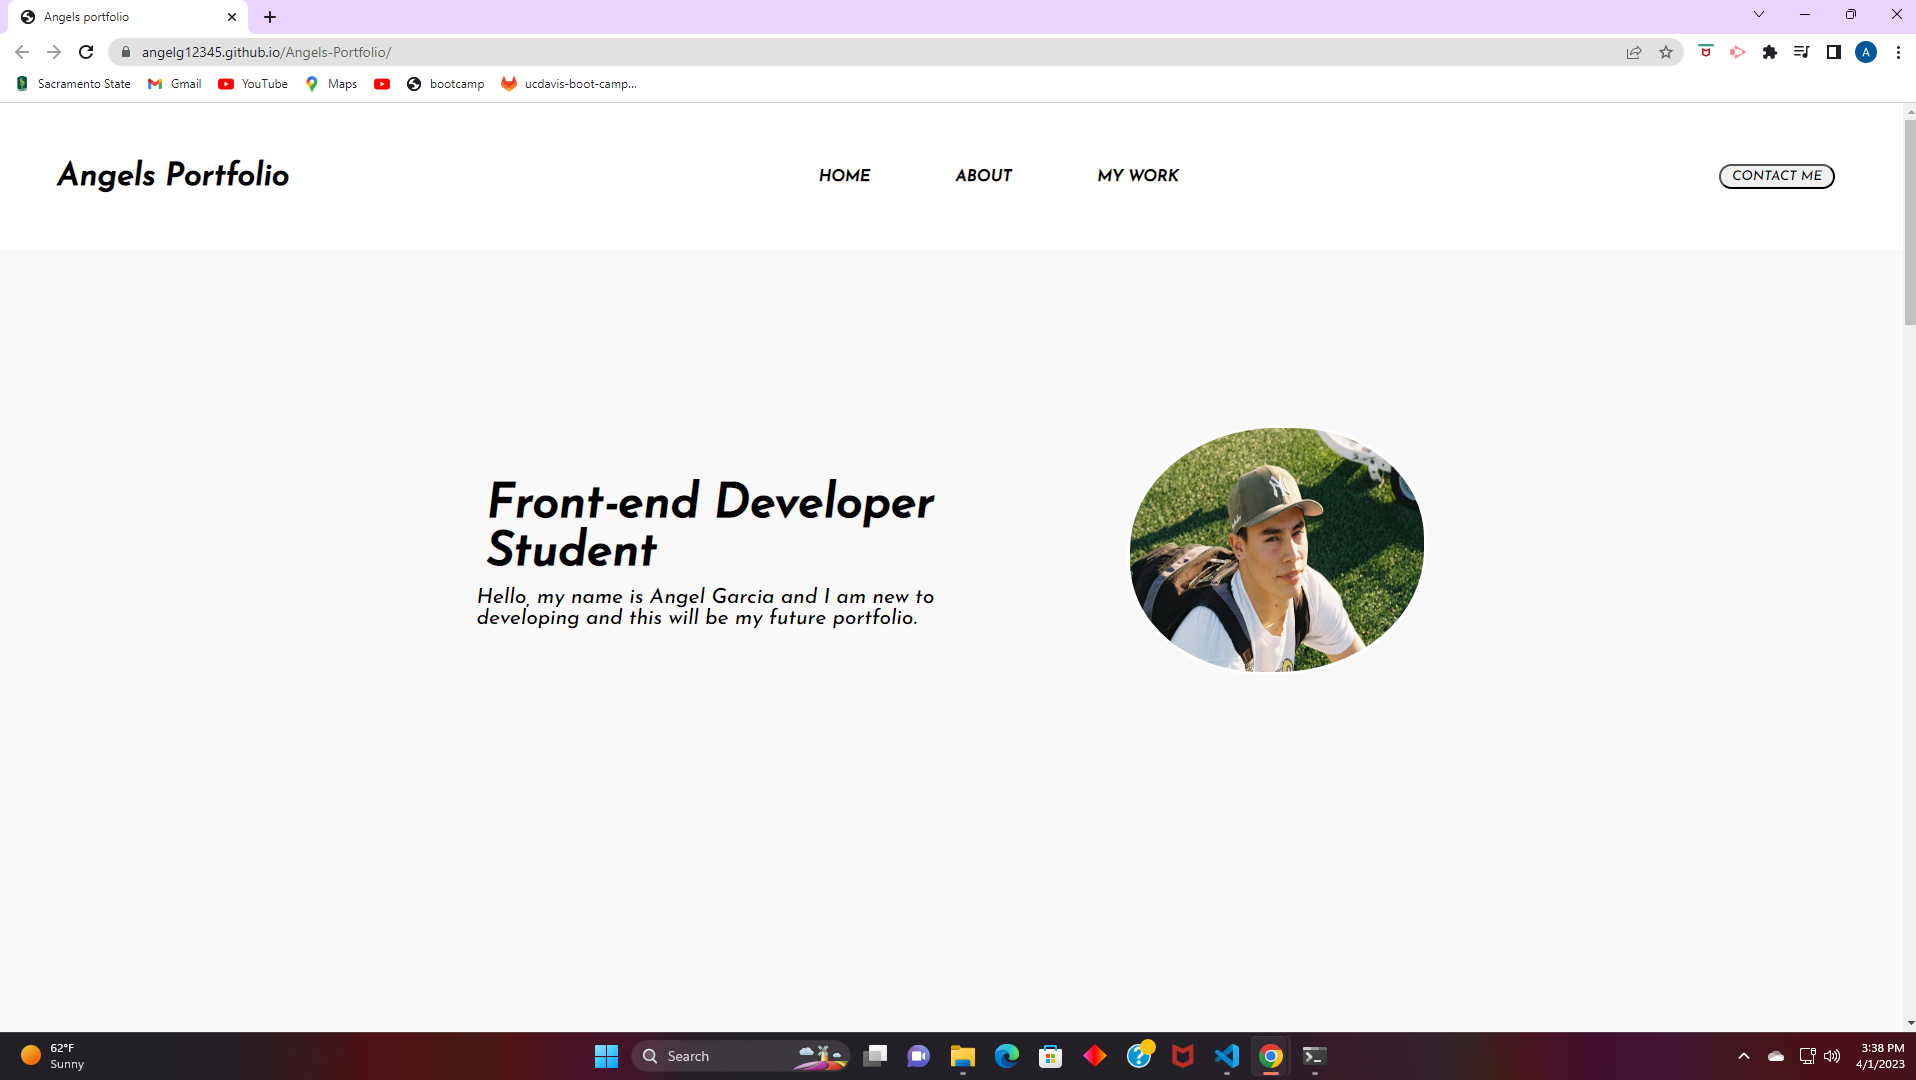 Angels portfolio
angelg12345.github.io/Angels-Portfolio/
A
Sacramento State
Gmail
YouTube
Maps
bootcamp
ucdavis-boot-camp...
Angels Portfolio
HOME
ABOUT
MY WORK
CONTACT ME
Front-end Developer
Student
Hello, my name is Angel Garcia and I am new to
developing and this will be my future portfolio.
62°F
Sunny
Search
3:38 PM
4/1/2023